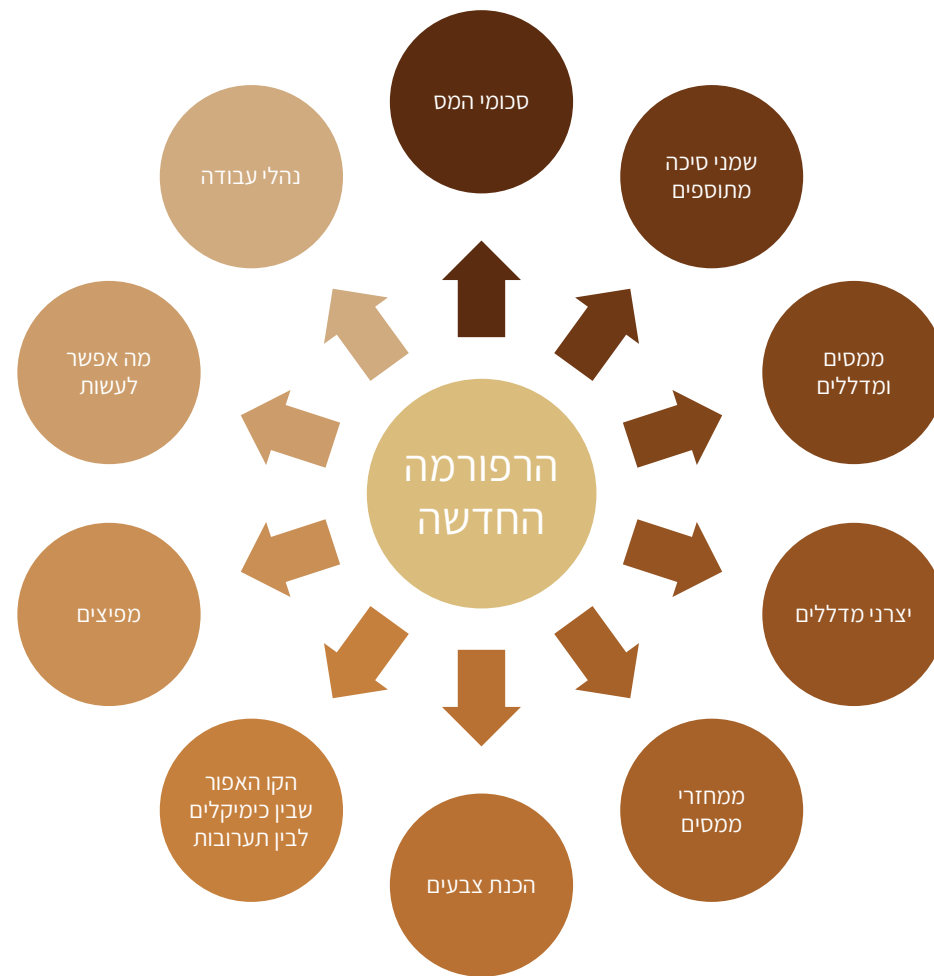 סכומי המס
שמני סיכה
מתוספים
ממסים
ומדללים
יצרני מדללים
ממחזרי
ממסים
הכנת צבעים
הקו האפור
שבין כימיקלים
לבין תערובות
מפיצים
מה אפשר
לעשות
נהלי עבודה
הרפורמה
החדשה